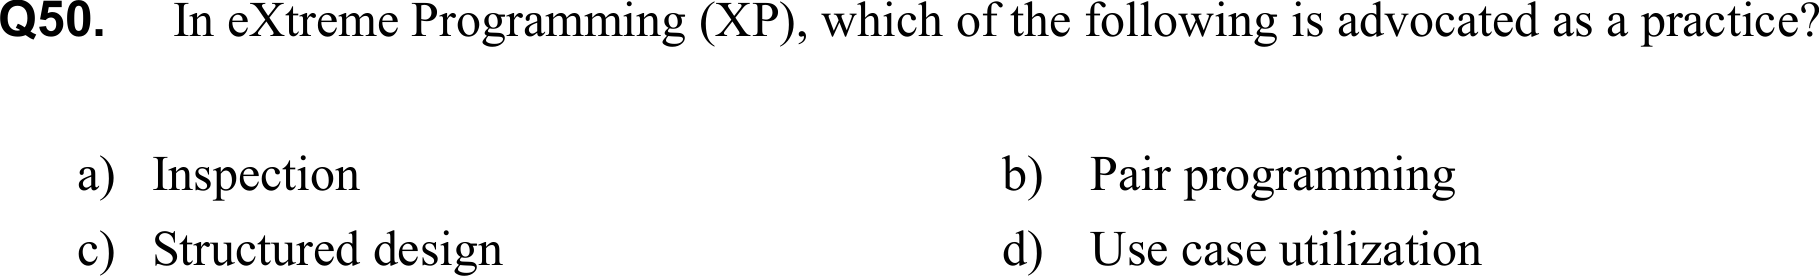 Q50. In eXtreme Programming (XP), which of the following is advocated as a practice?
a) Inspection b) Pair programming
c) Structured design d) Use case utilization